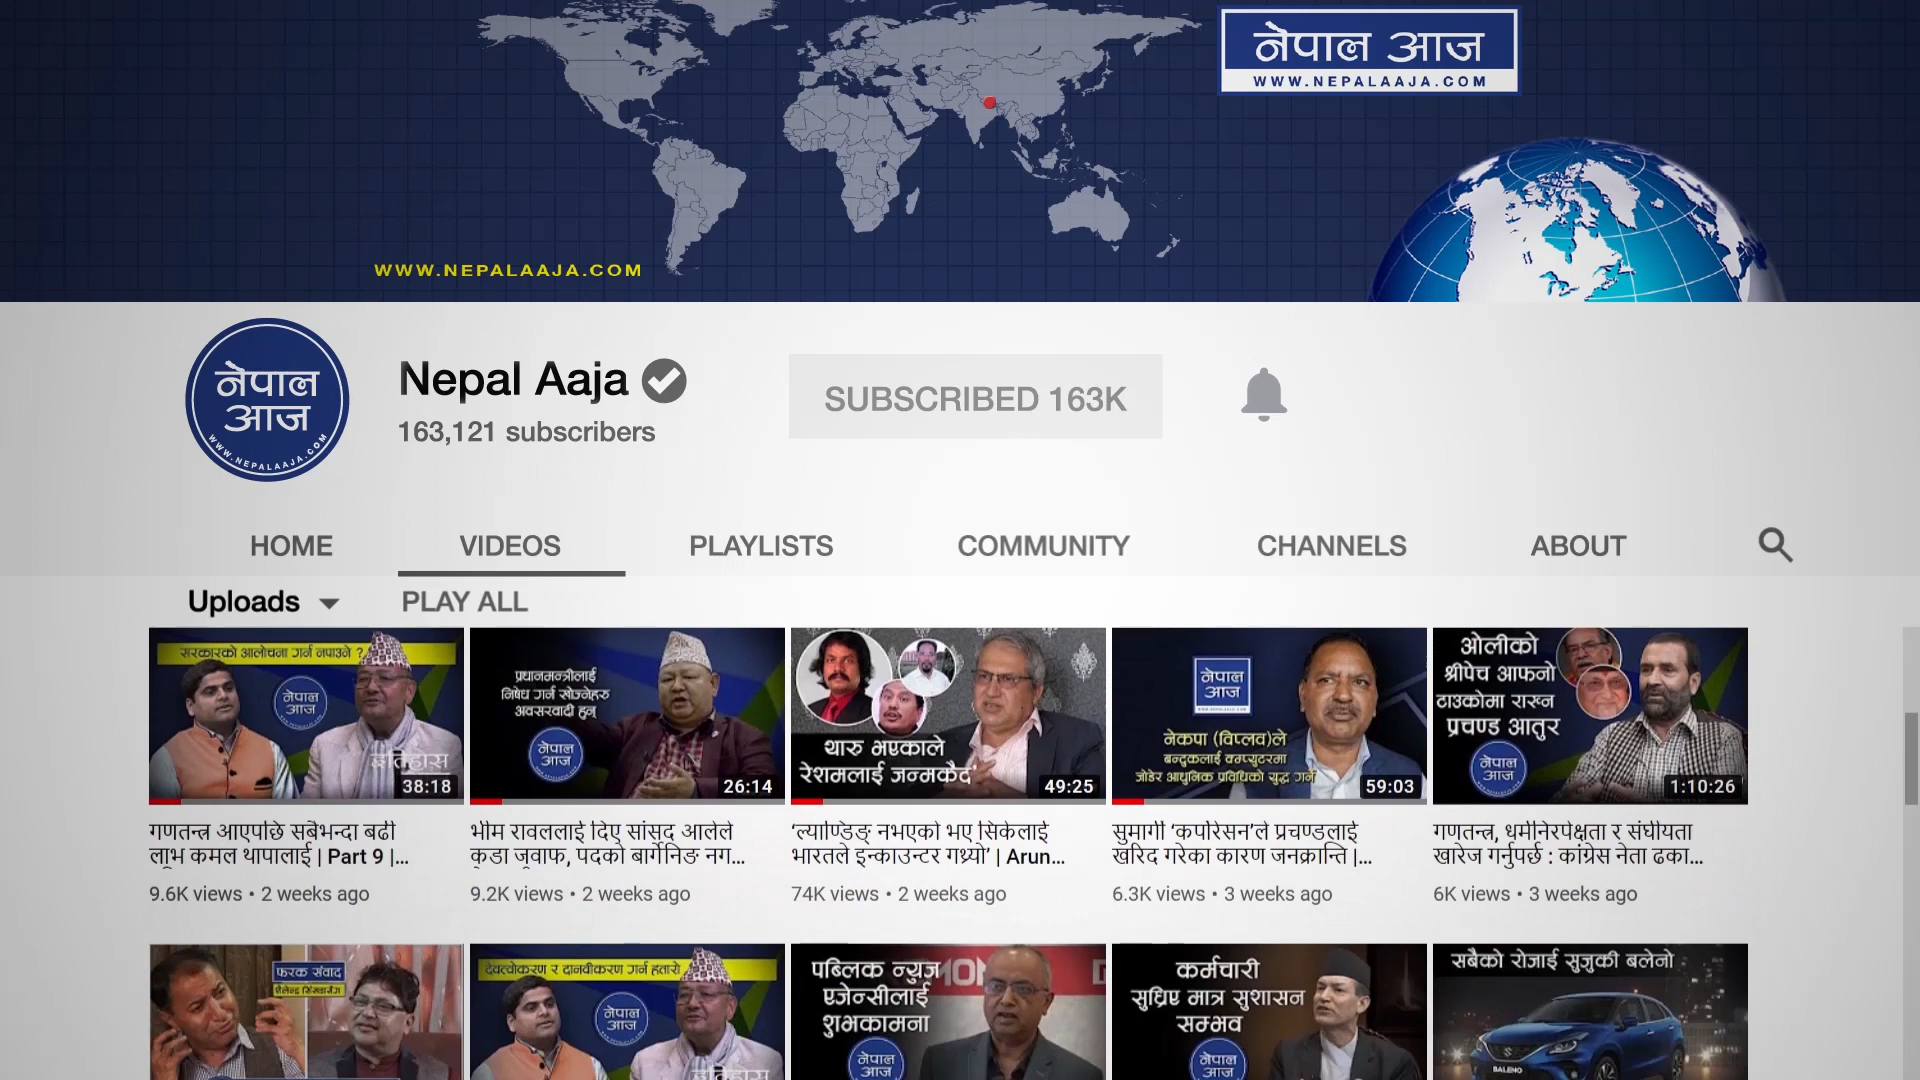 नेपाल आज
WWW.NEPALAAJA.COM
WWW.NEPALAAJA.COM
नेपाल
आज
WWW.NEPALAAJA.COM
Nepal Aaja
163,121 subscribers
SUBSCRIBED 163K
HOME VIDEOS PLAYLISTS COMMUNITY CHANNELS ABOUT
Uploads PLAY ALL
सरकारको आलोचना गर्न नपाउने ?
नेपाल
आज
इतिहास
38:18
प्रधानमन्त्रीलाई
निषेध गर्न खोज्नेहरु
अवसरवादी हुन्
नेपाल
आज
26:14
थारु भएकाले
रेशमलाई जन्मकैद
49:25
नेपाल
आज
नेकपा (विप्लव)ले
बन्दुकलाई कम्प्युटरमा
जोडेर आधुनिक प्रविधिको युद्ध गर्ने
59:03
ओलीको
श्रीपेच आफ्नो
टाउकोमा राख्न
प्रचण्ड आतुर
नेपाल
आज
1:10:26
गणतन्त्र आएपछि सबैभन्दा बढी
लाभ कमल थापालाई | Part 9 |...
9.6K views • 2 weeks ago
भीम रावललाई दिए सांसद आलेले
कडा जवाफ, पदको बार्गेनिङ नग...
9.2K views • 2 weeks ago
‘ल्याण्डिङ् नभएको भए सिकेलाई
भारतले इन्काउन्टर गर्थ्यो’ | Arun...
74K views • 2 weeks ago
सुमार्गी ‘कर्पोरेसन’ले प्रचण्डलाई
खरिद गरेका कारण जनक्रान्ति |...
6.3K views • 3 weeks ago
गणतन्त्र, धर्मनिरपेक्षता र संघीयता
खारेज गर्नुपर्छ : कांग्रेस नेता ढका...
6K views • 3 weeks ago
फरक संवाद
देवत्वीकरण र दानवीकरण गर्न हतारो
नेपाल
आज
इतिहास
पब्लिक न्युज
एजेन्सीलाई
शुभकामना
नेपाल
आज
कर्मचारी
सुध्रिए मात्र सुशासन
सम्भव
नेपाल
आज
सबैको रोजाई सुजुकी बलेनो
BALENO